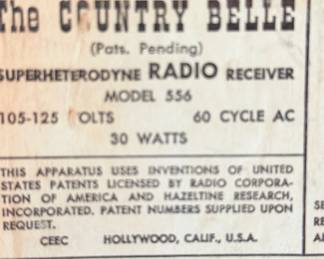 The COUNTRY BELLE
(Pats. Pending)
SUPERHETERODYNE RADIO RECEIVER
MODEL 556
105-125 OLTS 60 CYCLE AC
30 WATTS
THIS APPARATUS USES INVENTIONS OF UNITED
STATES PATENTS LICENSED BY RADIO CORPORA-
TION OF AMERICA AND HAZELTINE RESEARCH,
INCORPORATED. PATENT NUMBERS SUPPLIED UPON
REQUEST.
CEEC HOLLYWOOD, CALIF., U.S.A.